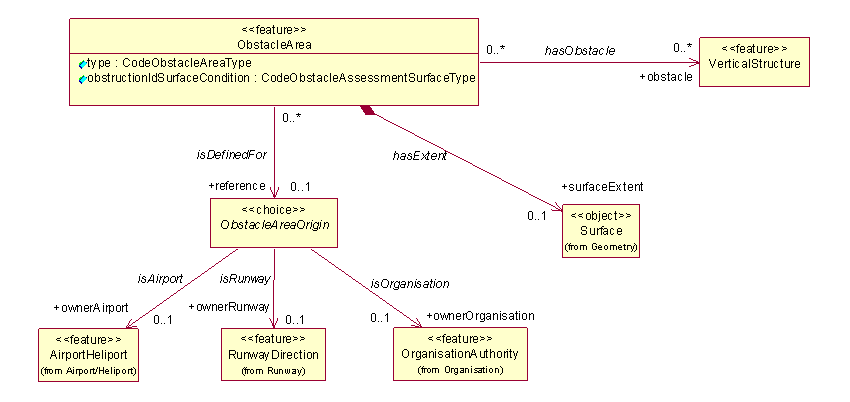 <<feature>>
ObstacleArea
type : CodeObstacleAreaType
obstructionIdSurfaceCondition : CodeObstacleAssessmentSurfaceType
0..*
hasObstacle
0..*
+obstacle
<<feature>>
VerticalStructure
0..*
isDefinedFor
+reference
0..1
hasExtent
+surfaceExtent
0..1
<<object>>
Surface
(from Geometry)
<<choice>>
ObstacleAreaOrigin
isAirport
+ownerAirport
0..1
isRunway
+ownerRunway
0..1
isOrganisation
0..1
+ownerOrganisation
<<feature>>
AirportHeliport
(from Airport/Heliport)
<<feature>>
RunwayDirection
(from Runway)
<<feature>>
OrganisationAuthority
(from Organisation)